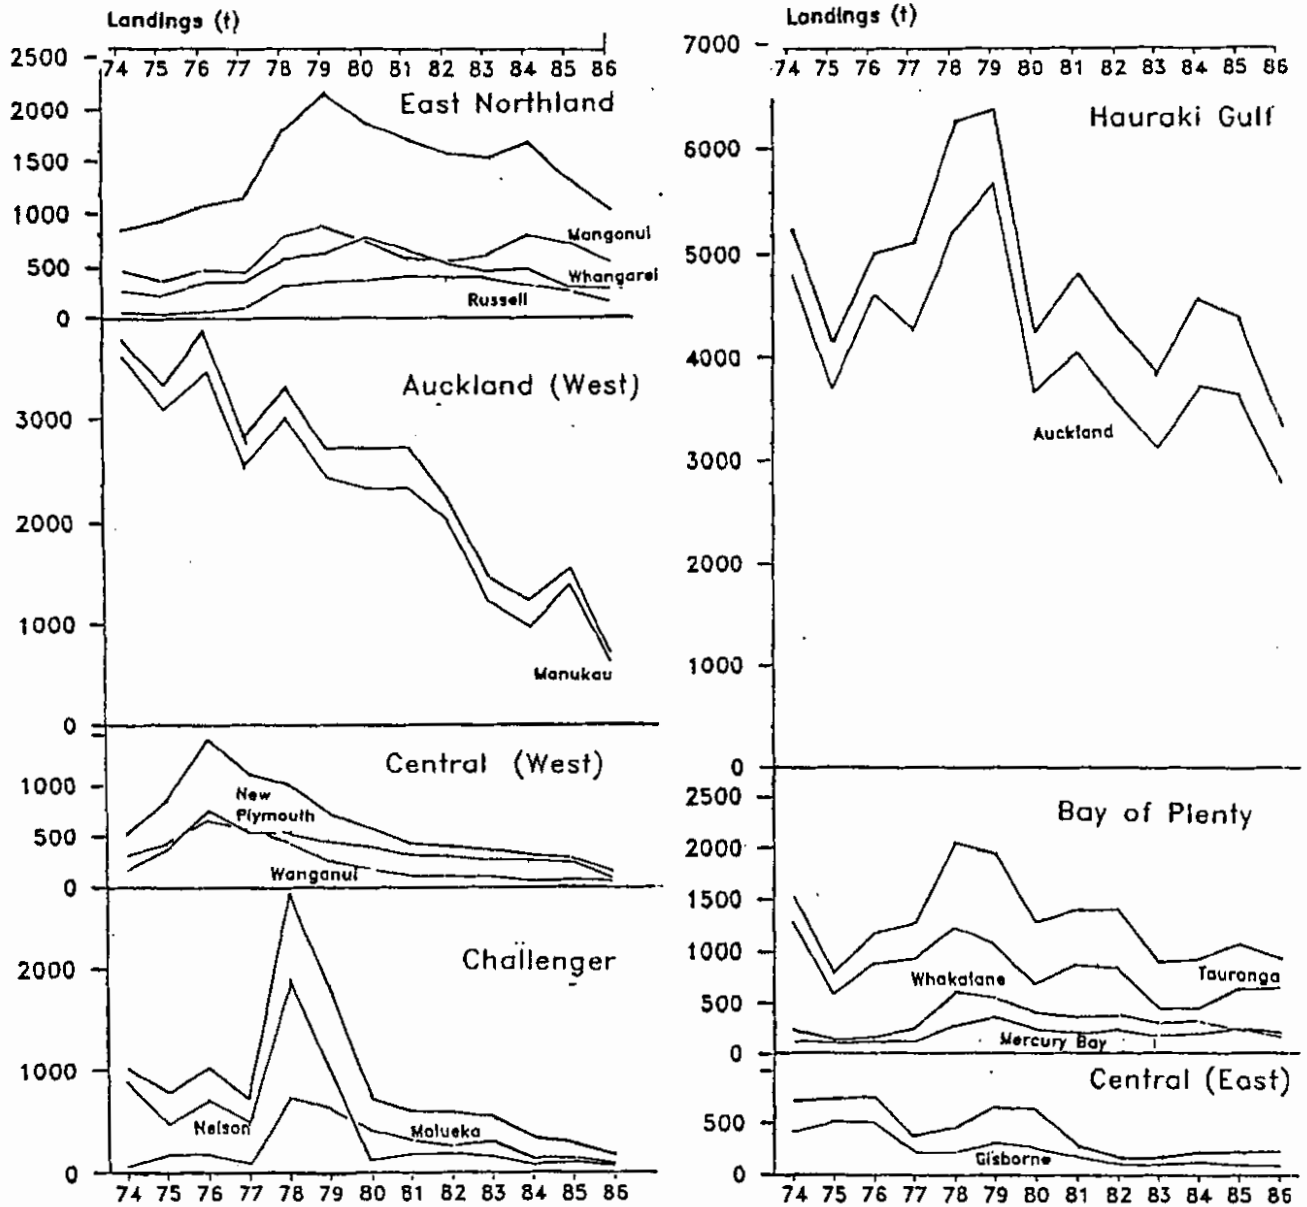 Landings (t)
2500
74 75 76 77 78 79 80 81 82 83 84 85 86
East Northland
2000
1500
1000
Mangonui
500
Whangarei
Russell
0
Auckland (West)
3000
2000
1000
Manukau
0
Central (West)
1000
New
Plymouth
500
Wanganui
0
Challenger
2000
1000
Nelson
Motueka
0
74 75 76 77 78 79 80 81 82 83 84 85 86
Landings (t)
7000
74 75 76 77 78 79 80 81 82 83 84 85 86
Hauraki Gulf
6000
5000
4000
Auckland
3000
2000
1000
0
2500
Bay of Plenty
2000
1500
1000
Whakatane
Tauranga
500
Mercury Bay
0
Central (East)
500
Gisborne
0
74 75 76 77 78 79 80 81 82 83 84 85 86